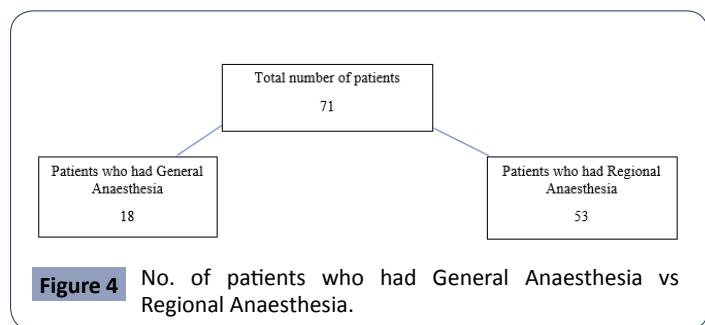 Total number of patients
71
Patients who had General
Anaesthesia
18
Patients who had Regional
Anaesthesia
53
Figure 4 No. of patients who had General Anaesthesia vs
Regional Anaesthesia.